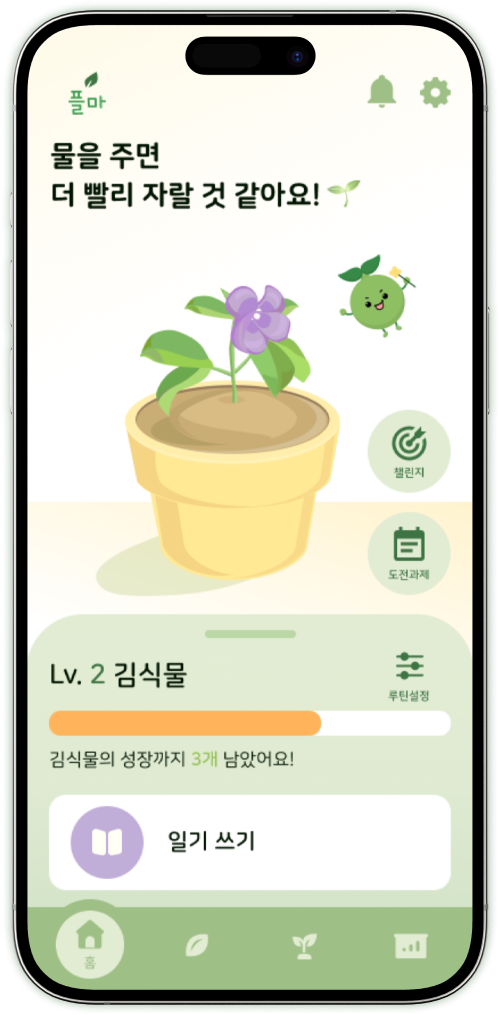 플마
물을 주면
더 빨리 자랄 것 같아요!
챌린지
도전과제
Lv. 2 김식물
루틴설정
김식물의 성장까지 3개 남았어요!
일기 쓰기
홈